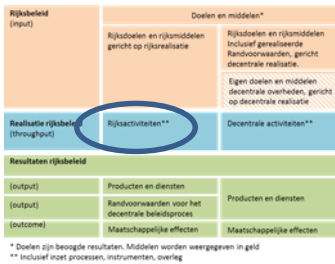 Rijksbeleid
(input)
Doelen en middelen*
Rijksdoelen en rijksmiddelen
gericht op rijksrealisatie
Rijksdoelen en rijksmiddelen
Inclusief gerealiseerde
Randvoorwaarden, gericht
decentrale realisatie.
Eigen doelen en middelen
decentrale overheden, gericht
op decentrale realisatie
Realisatie rijksbeleid
(throughput)
Rijksactiviteiten**
Decentrale activiteiten**
Resultaten rijksbeleid
(output)
Producten en diensten
Producten en diensten
(output)
Randvoorwaarden voor het
decentrale beleidsproces
(outcome)
Maatschappelijke effecten
Maatschappelijke effecten
* Doelen zijn beoogde resultaten. Middelen worden weergegeven in geld
** Inclusief inzet processen, instrumenten, overleg